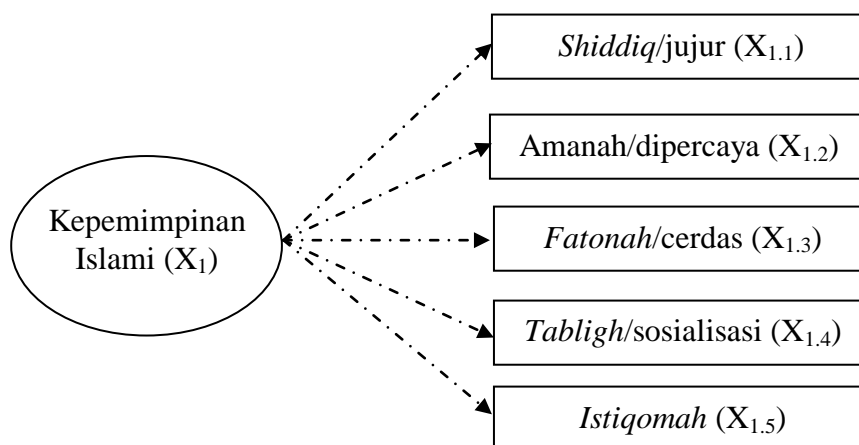 Shiddiq/jujur (X1.1)
Amanah/dipercaya (X1.2)
Kepemimpinan
Islami (X1)
Fatonah/cerdas (X1.3)
Tabligh/sosialisasi (X1.4)
Istiqomah (X1.5)